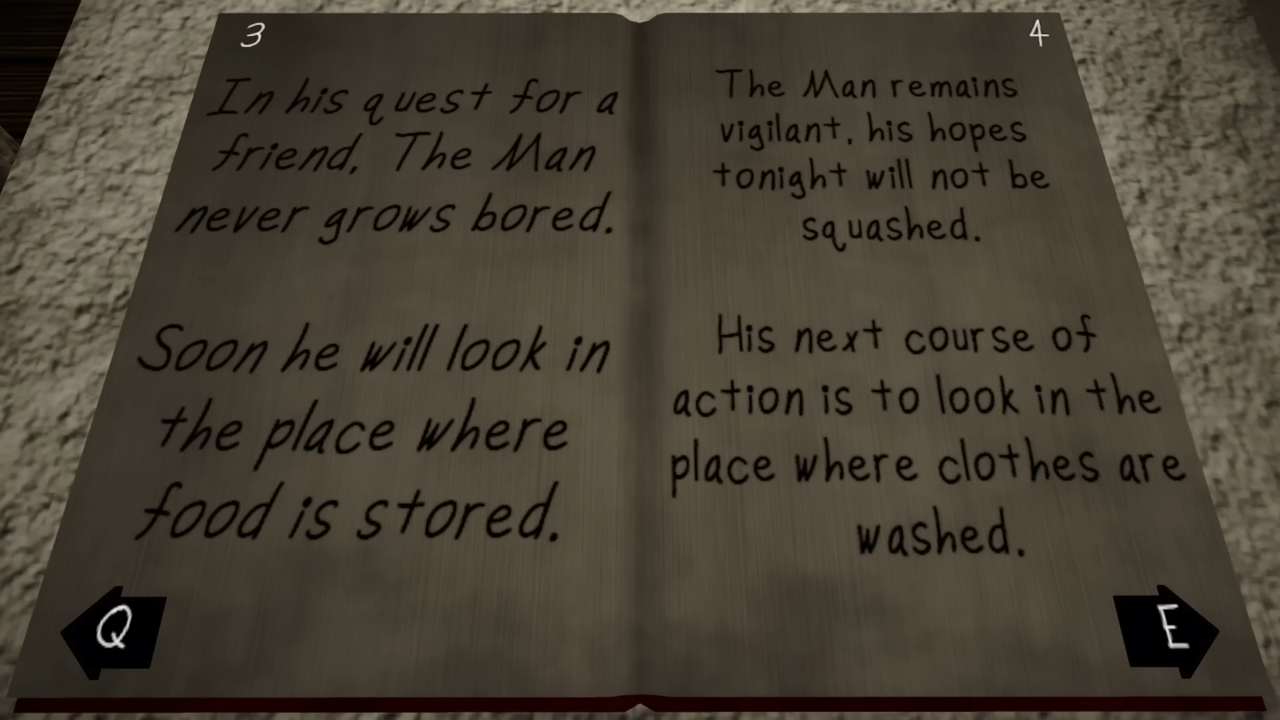 3
In his quest for a
friend, The Man
never grows bored.
Soon he will look in
the place where
food is stored.
Q
4
The Man remains
vigilant, his hopes
tonight will not be
squashed.
His next course of
action is to look in the
place where clothes are
washed.
E